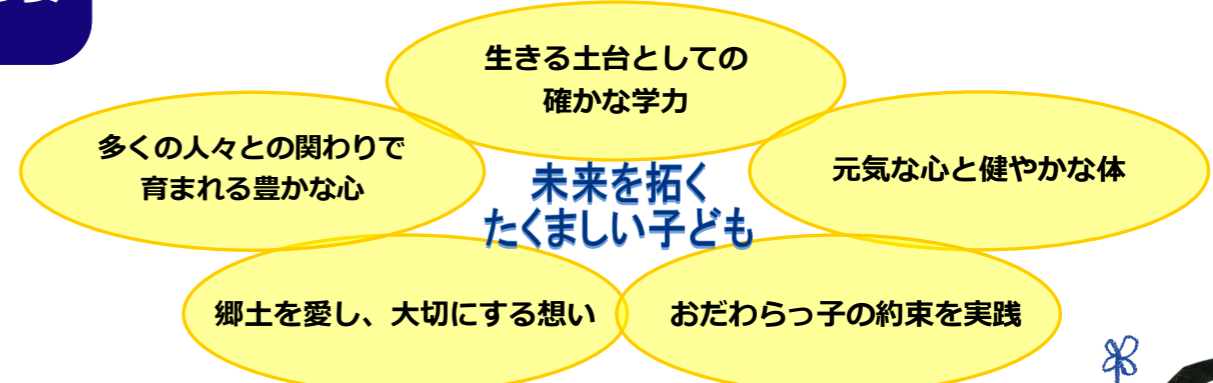 生きる土台としての
確かな学力
多くの人々との関わりで
育まれる豊かな心
元気な心と健やかな体
未来を拓く
たくましい子ども
郷土を愛し、大切にする想い
おだわらっ子の約束を実践